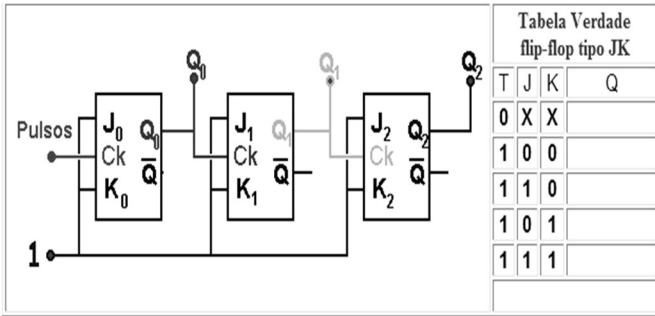 Q0 Q1 Q2
Pulsos J0 Q0 J1 Q1 J2 Q2
Ck Q̅ Ck Q̅ Ck Q̅
K0 K1 K2
1
Tabela Verdade
flip-flop tipo JK
T J K Q
0 X X
1 0 0
1 1 0
1 0 1
1 1 1